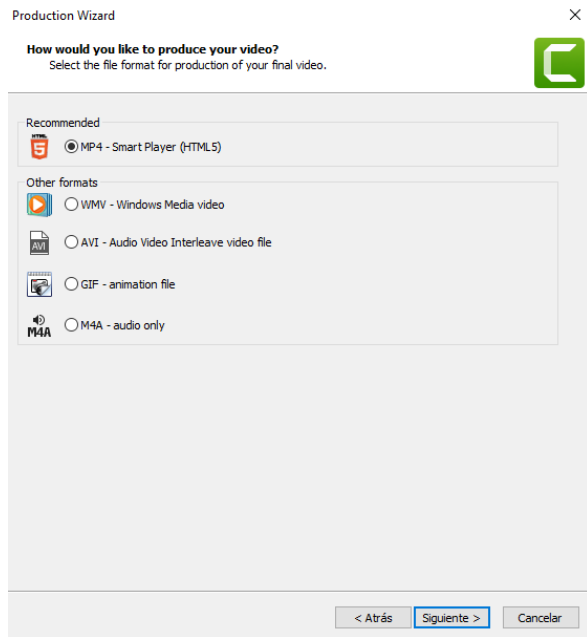 Production Wizard
How would you like to produce your video?
Select the file format for production of your final video.
Recommended
HTML
5
MP4 - Smart Player (HTML5)
Other formats
WMV - Windows Media video
AVI
AVI - Audio Video Interleave video file
GIF - animation file
M4A
M4A - audio only
< Atrás
Siguiente >
Cancelar